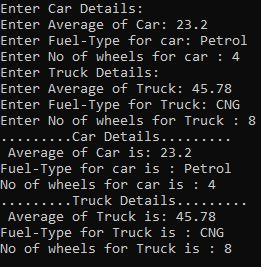 Enter Car Details:
Enter Average of Car: 23.2
Enter Fuel-Type for car: Petrol
Enter No of wheels for car : 4
Enter Truck Details:
Enter Average of Truck: 45.78
Enter Fuel-Type for Truck: CNG
Enter No of wheels for Truck : 8
.........Car Details.........
 Average of Car is: 23.2
Fuel-Type for car is : Petrol
No of wheels for car is : 4
.........Truck Details.........
 Average of Truck is: 45.78
Fuel-Type for Truck is : CNG
No of wheels for Truck is : 8